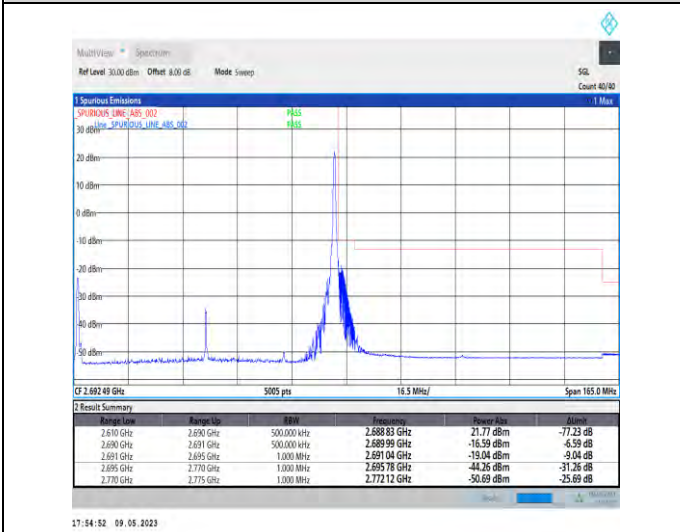 MultiView Spectrum
Ref Level 30.00 dBm Offset 8.00 dB Mode Sweep SGL
Count 40/40
1 Spurious Emissions 1 Max
_SPURIOUS_LINE_ABS_002 PASS
Line _SPURIOUS_LINE_ABS_002 PASS
30 dBm
20 dBm
10 dBm
0 dBm
-10 dBm
-20 dBm
-30 dBm
-40 dBm
-50 dBm
CF 2.692 49 GHz 5005 pts 16.5 MHz/ Span 165.0 MHz
2 Result Summary
Range Low Range Up RBW Frequency Power Abs ΔLimit
2.610 GHz 2.690 GHz 500.000 kHz 2.688 83 GHz 21.77 dBm -77.23 dB
2.690 GHz 2.691 GHz 500.000 kHz 2.689 99 GHz -16.59 dBm -6.59 dB
2.691 GHz 2.695 GHz 1.000 MHz 2.691 04 GHz -19.04 dBm -9.04 dB
2.695 GHz 2.770 GHz 1.000 MHz 2.695 78 GHz -44.26 dBm -31.26 dB
2.770 GHz 2.775 GHz 1.000 MHz 2.772 12 GHz -50.69 dBm -25.69 dB
17:54:52 09.05.2023